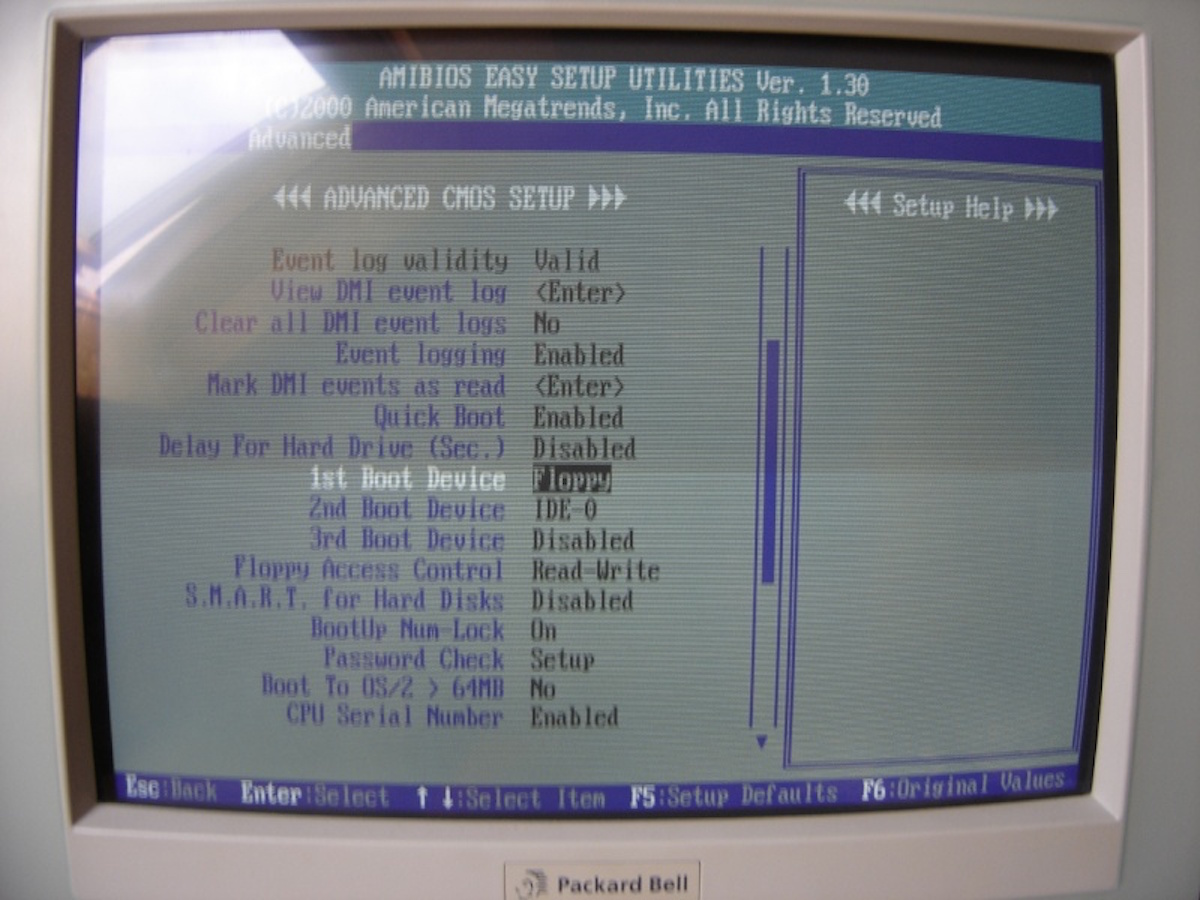 AMIBIOS EASY SETUP UTILITIES Ver. 1.30
(C)2000 American Megatrends, Inc. All Rights Reserved
Advanced
ADVANCED CMOS SETUP
Setup Help
Event log validity Valid
View DMI event log <Enter>
Clear all DMI event logs No
Event logging Enabled
Mark DMI events as read <Enter>
Quick Boot Enabled
Delay For Hard Drive (Sec.) Disabled
1st Boot Device Floppy
2nd Boot Device IDE-0
3rd Boot Device Disabled
Floppy Access Control Read-Write
S.M.A.R.T. for Hard Disks Disabled
BootUp Num-Lock On
Password Check Setup
Boot To OS/2 > 64MB No
CPU Serial Number Enabled
Esc:Back Enter:Select ↑ ↓:Select Item F5:Setup Defaults F6:Original Values
Packard Bell